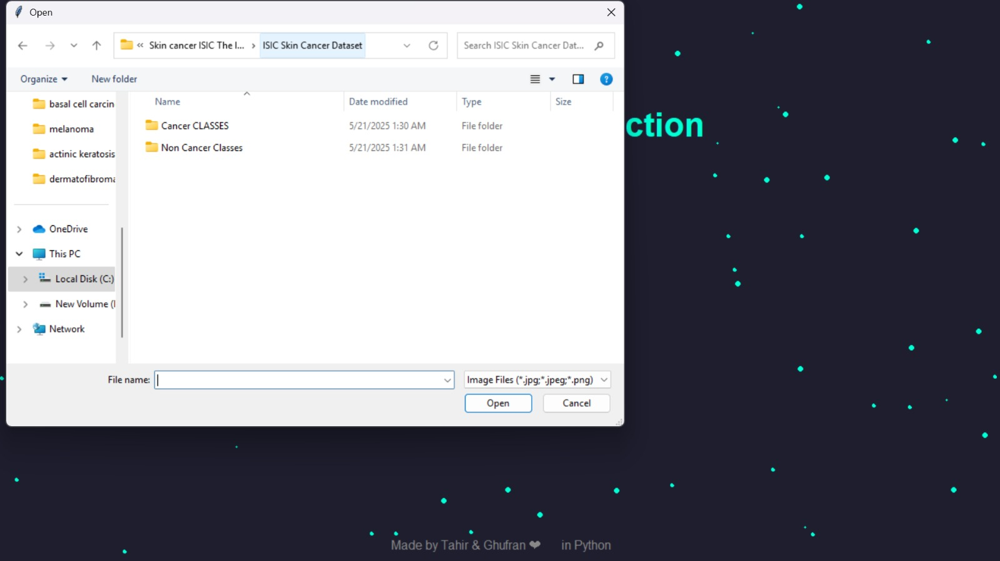 Open
« Skin cancer ISIC The I... › ISIC Skin Cancer Dataset
Search ISIC Skin Cancer Dat...
Organize
New folder
?
Name
Date modified
Type
Size
basal cell carcin
melanoma
actinic keratosis
dermatofibroma
OneDrive
This PC
Local Disk (C:)
New Volume (
Network
Cancer CLASSES
5/21/2025 1:30 AM
File folder
Non Cancer Classes
5/21/2025 1:31 AM
File folder
File name:
Image Files (*.jpg;*.jpeg;*.png)
Open
Cancel
ction
Made by Tahir & Ghufran ❤ in Python